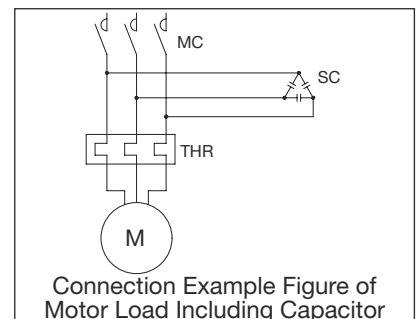 MC
SC
THR
M
Connection Example Figure of
Motor Load Including Capacitor